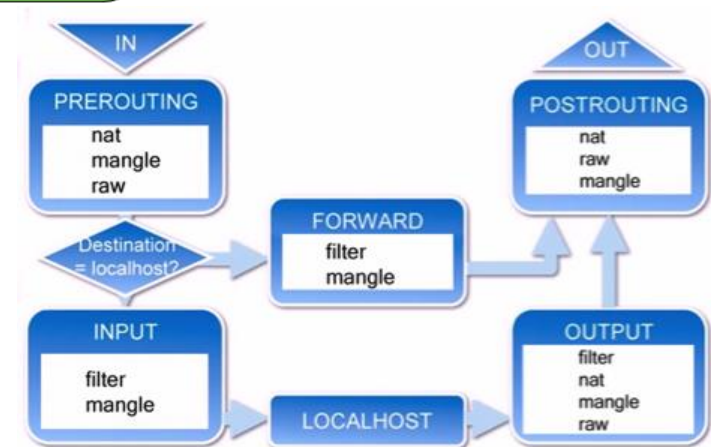 IN
OUT
PREROUTING
nat
mangle
raw
POSTROUTING
nat
raw
mangle
Destination
= localhost?
FORWARD
filter
mangle
INPUT
filter
mangle
LOCALHOST
OUTPUT
filter
nat
mangle
raw